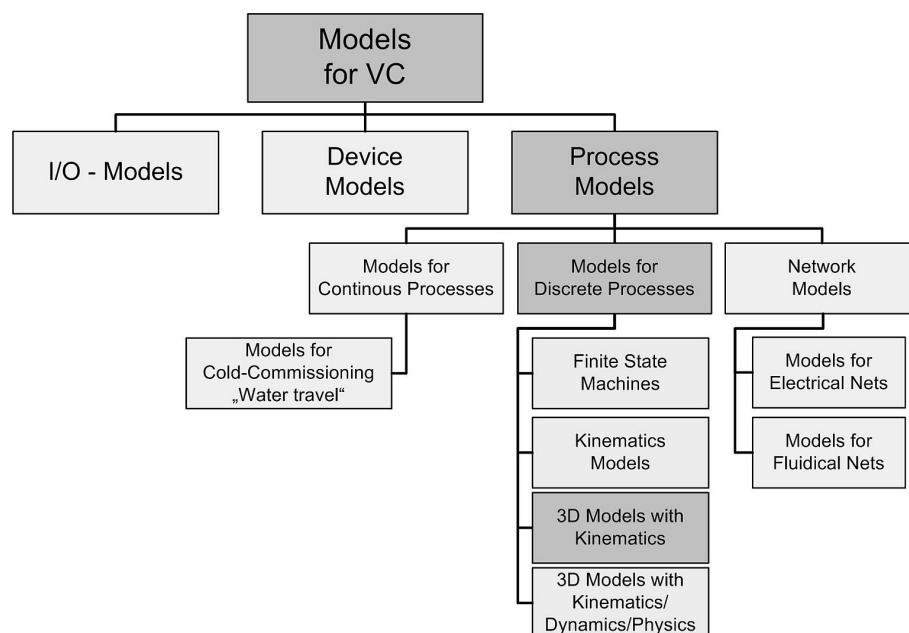 Models
for VC
I/O - Models
Device
Models
Process
Models
Models for
Continous Processes
Models for
Discrete Processes
Network
Models
Models for
Cold-Commissioning
„Water travel“
Finite State
Machines
Models for
Electrical Nets
Kinematics
Models
Models for
Fluidical Nets
3D Models with
Kinematics
3D Models with
Kinematics/
Dynamics/Physics